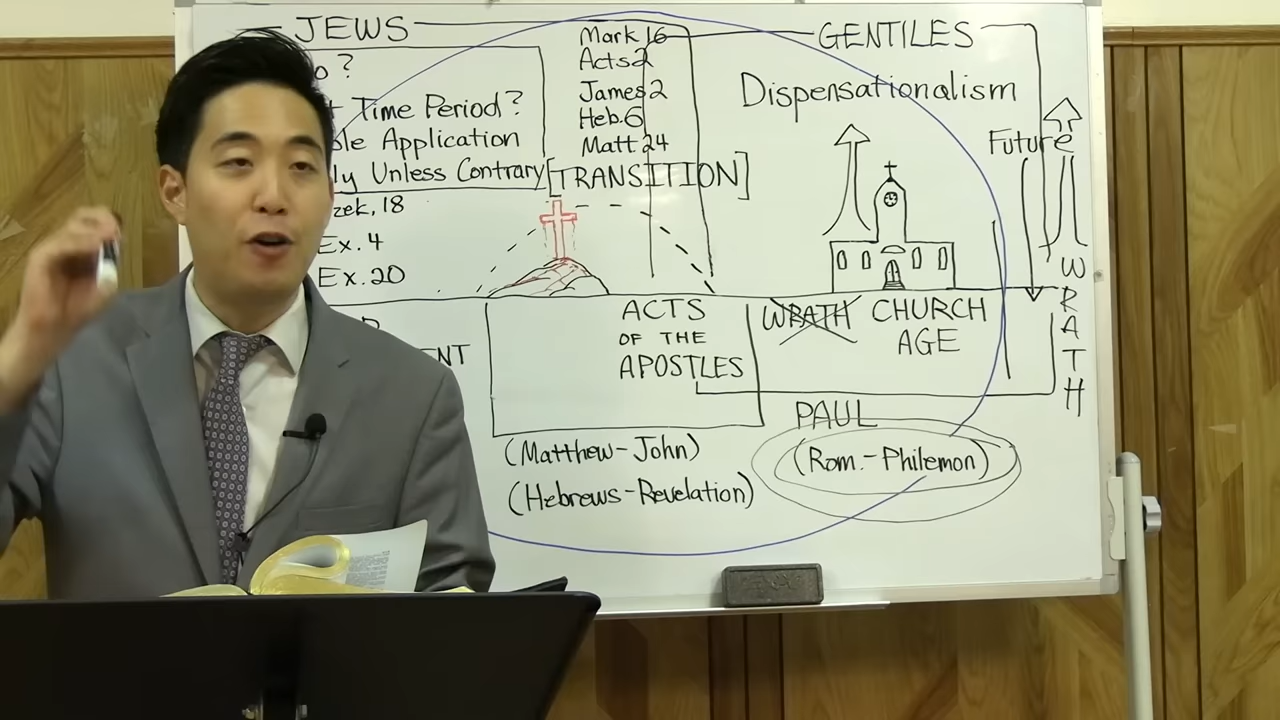 JEWS
?
Time Period?
Application
Unless Contrary
18
Ex. 4
Ex. 20
Mark 16
Acts 2
James 2
Heb. 6
Matt 24
[TRANSITION]
GENTILES
Dispensationalism
Future
WRATH
ACTS
OF THE
APOSTLES
WRATH
CHURCH
AGE
PAUL
(Rom.-Philemon)
(Matthew-John)
(Hebrews-Revelation)